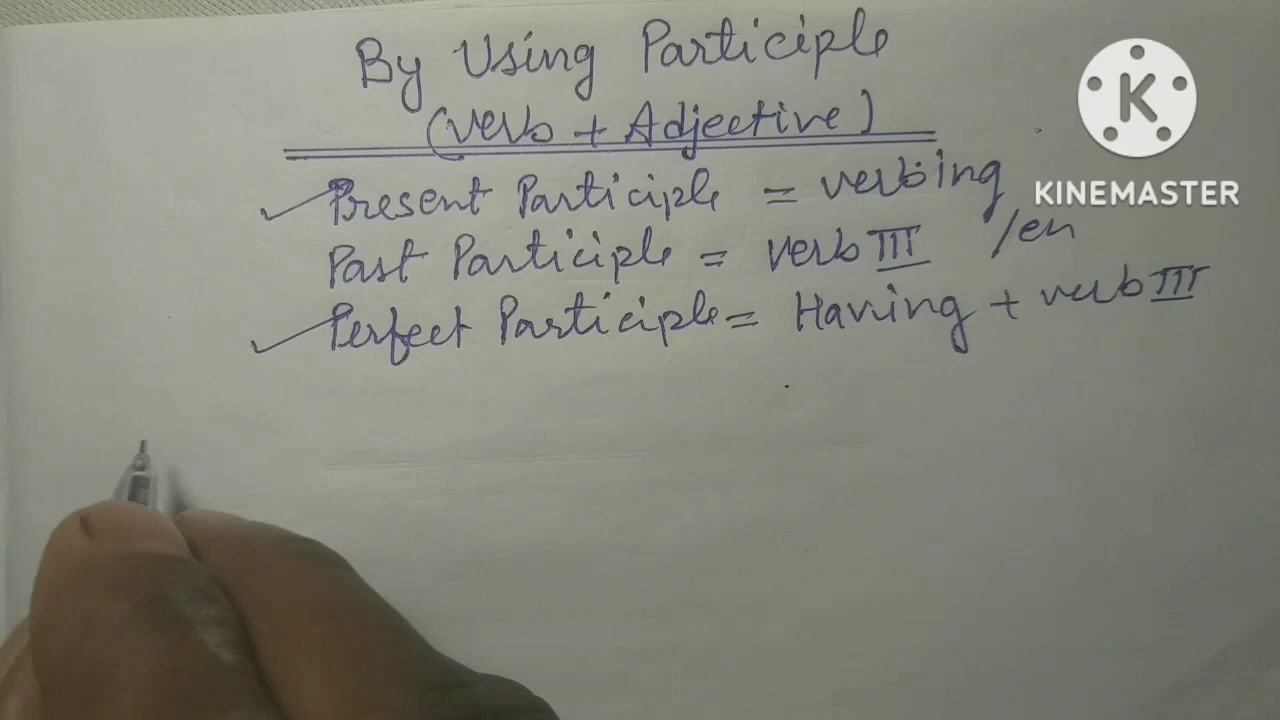 By Using Participle
(verb + Adjective)
Present Participle = verbing
Past Participle = verb III /en
Perfect Participle = Having + verb III
K
KINEMASTER